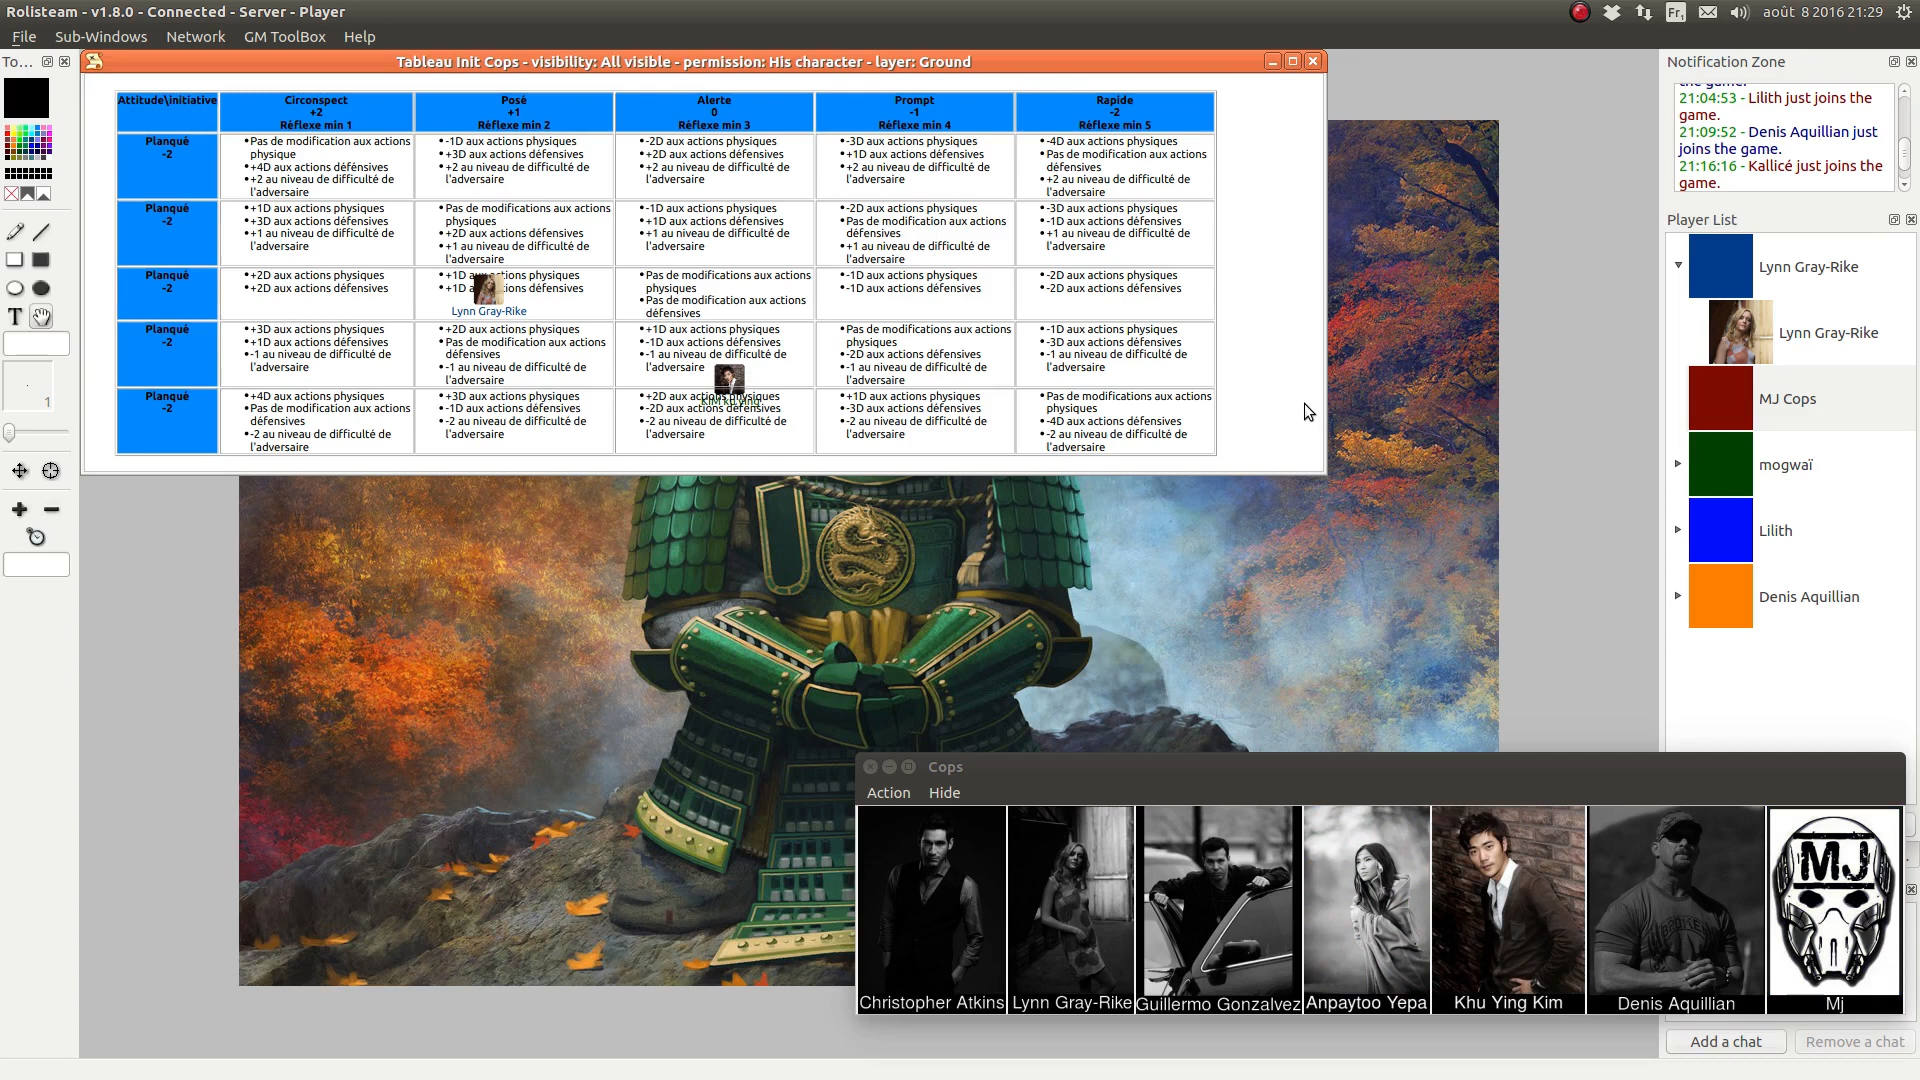 Rolisteam - v1.8.0 - Connected - Server - Player
Fr1
août 8 2016 21:29
File Sub-Windows Network GM ToolBox Help
To...
Tableau Init Cops - visibility: All visible - permission: His character - layer: Ground
Attitude\initiative
Circonspect
+2
Réflexe min 1
Posé
+1
Réflexe min 2
Alerte
0
Réflexe min 3
Prompt
-1
Réflexe min 4
Rapide
-2
Réflexe min 5
Planqué
-2
•Pas de modification aux actions
physique
•+4D aux actions défénsives
•+2 au niveau de difficulté de
l'adversaire
•-1D aux actions physiques
•+3D aux actions défensives
•+2 au niveau de difficulté de
l'adversaire
•-2D aux actions physiques
•+2D aux actions défensives
•+2 au niveau de difficulté de
l'adversaire
•-3D aux actions physiques
•+1D aux actions défensives
•+2 au niveau de difficulté de
l'adversaire
•-4D aux actions physiques
•Pas de modification aux actions
défensives
•+2 au niveau de difficulté de
l'adversaire
Planqué
-2
•+1D aux actions physiques
•+3D aux actions défensives
•+1 au niveau de difficulté de
l'adversaire
•Pas de modifications aux actions
physiques
•+2D aux actions défensives
•+1 au niveau de difficulté de
l'adversaire
•-1D aux actions physiques
•+1D aux actions défensives
•+1 au niveau de difficulté de
l'adversaire
•-2D aux actions physiques
•Pas de modification aux actions
défensives
•+1 au niveau de difficulté de
l'adversaire
•-3D aux actions physiques
•-1D aux actions défensives
•+1 au niveau de difficulté de
l'adversaire
Planqué
-2
•+2D aux actions physiques
•+2D aux actions défensives
•+1D aux actions physiques
•+1D actions défensives
Lynn Gray-Rike
•Pas de modifications aux actions
physiques
•Pas de modification aux actions
défensives
•-1D aux actions physiques
•-1D aux actions défensives
•-2D aux actions physiques
•-2D aux actions défensives
Planqué
-2
•+3D aux actions physiques
•+1D aux actions défensives
•-1 au niveau de difficulté de
l'adversaire
•+2D aux actions physiques
•Pas de modification aux actions
défensives
•-1 au niveau de difficulté de
l'adversaire
•+1D aux actions physiques
•-1D aux actions défensives
•-1 au niveau de difficulté de
l'adversaire
•Pas de modifications aux actions
physiques
•-2D aux actions défensives
•-1 au niveau de difficulté de
l'adversaire
•-1D aux actions physiques
•-3D aux actions défensives
•-1 au niveau de difficulté de
l'adversaire
Planqué
-2
•+4D aux actions physiques
•Pas de modification aux actions
défensives
•-2 au niveau de difficulté de
l'adversaire
•+3D aux actions physiques
•-1D aux actions défensives
•-2 au niveau de difficulté de
l'adversaire
•+2D aux actions physiques
•-2D aux actions défensives
•-2 au niveau de difficulté de
l'adversaire
•+1D aux actions physiques
•-3D aux actions défensives
•-2 au niveau de difficulté de
l'adversaire
•Pas de modifications aux actions
physiques
•-4D aux actions défensives
•-2 au niveau de difficulté de
l'adversaire
T
1
Notification Zone
the game.
21:04:53 - Lilith just joins the
game.
21:09:52 - Denis Aquillian just
joins the game.
21:16:16 - Kallicé just joins the
game.
Player List
Lynn Gray-Rike
Lynn Gray-Rike
MJ Cops
mogwaï
Lilith
Denis Aquillian
Cops
Action Hide
BROKE
MJ
Christopher Atkins
Lynn Gray-Rike
Guillermo Gonzalvez
Anpaytoo Yepa
Khu Ying Kim
Denis Aquillian
Mj
Add a chat
Remove a chat